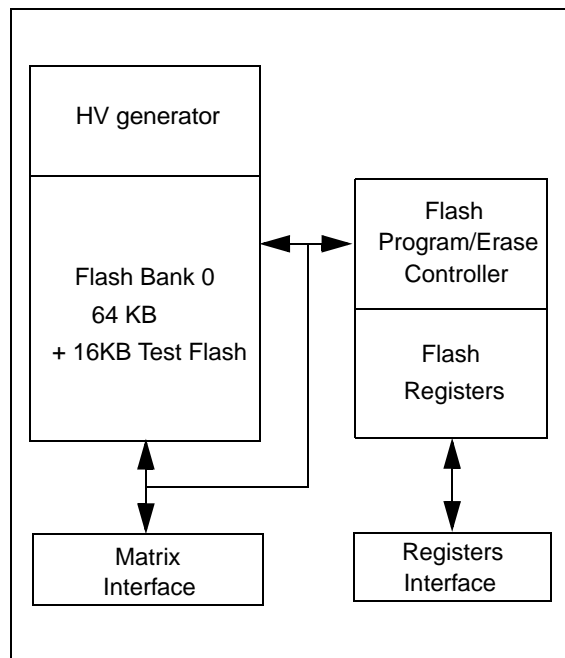 HV generator
Flash Bank 0
64 KB
+ 16KB Test Flash
Flash
Program/Erase
Controller
Flash
Registers
Matrix
Interface
Registers
Interface